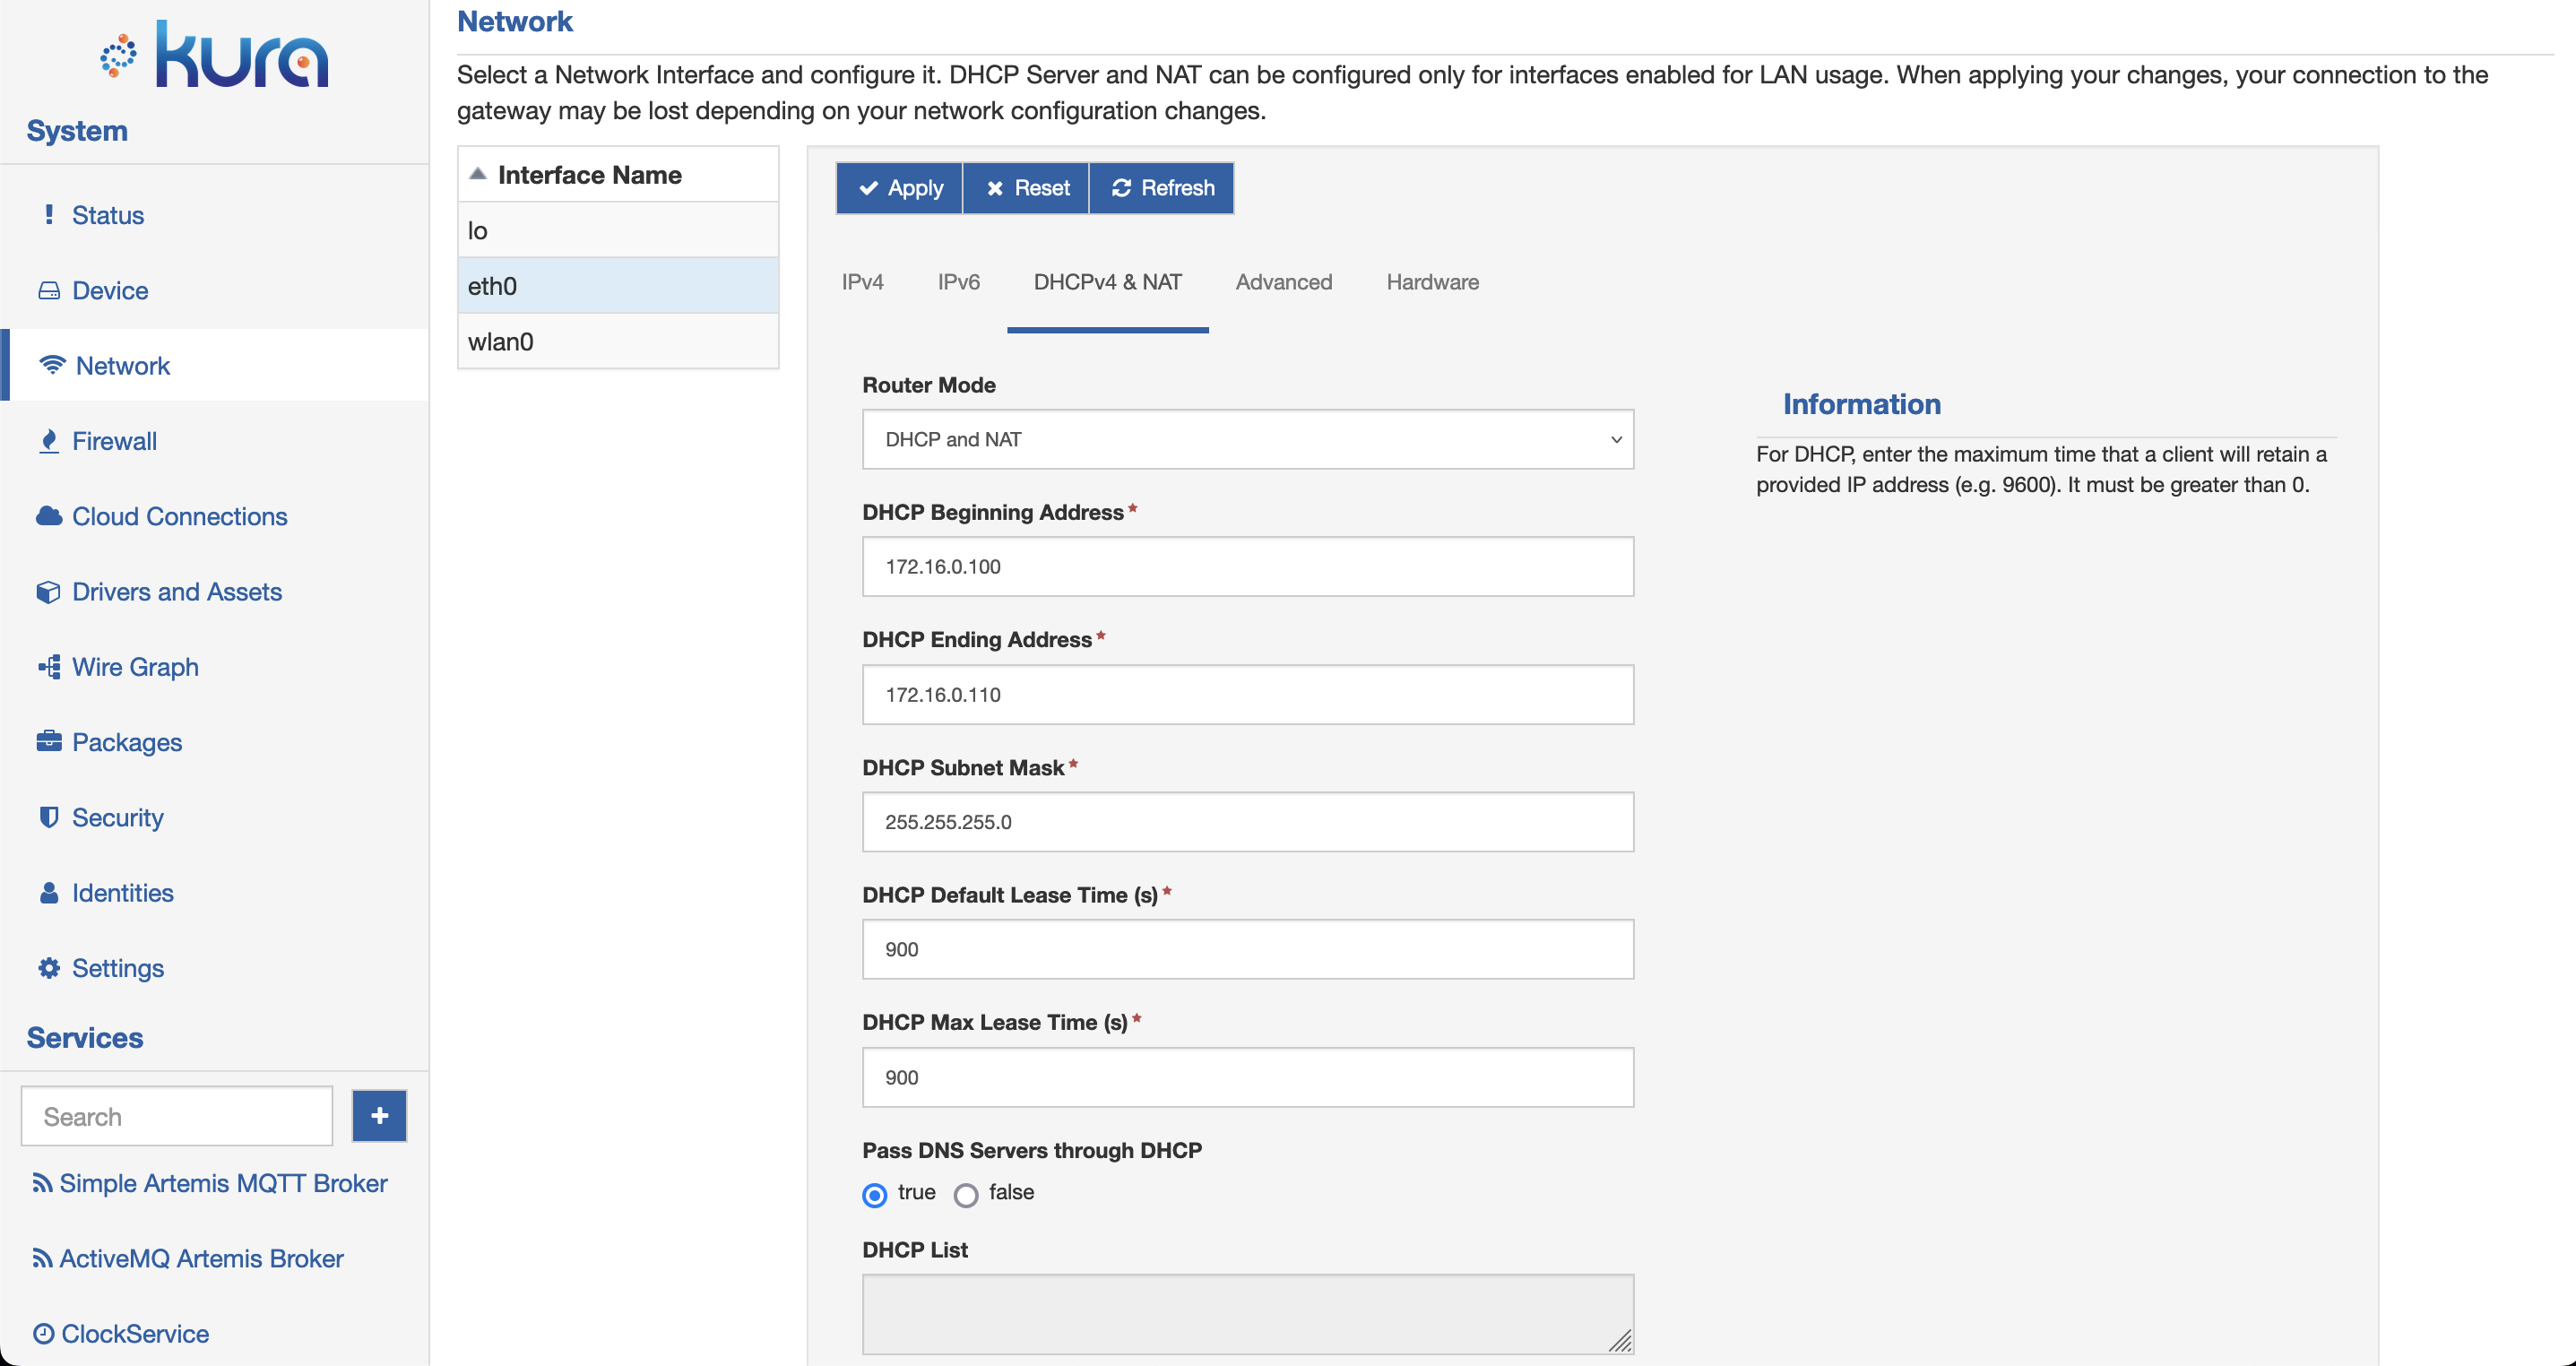 kura
System
Status
Device
Network
Firewall
Cloud Connections
Drivers and Assets
Wire Graph
Packages
Security
Identities
Settings
Services
Search
Simple Artemis MQTT Broker
ActiveMQ Artemis Broker
ClockService
Network
Select a Network Interface and configure it. DHCP Server and NAT can be configured only for interfaces enabled for LAN usage. When applying your changes, your connection to the
gateway may be lost depending on your network configuration changes.
Interface Name
lo
eth0
wlan0
Apply Reset Refresh
IPv4 IPv6 DHCPv4 & NAT Advanced Hardware
Router Mode
DHCP and NAT
DHCP Beginning Address *
172.16.0.100
DHCP Ending Address *
172.16.0.110
DHCP Subnet Mask *
255.255.255.0
DHCP Default Lease Time (s) *
900
DHCP Max Lease Time (s) *
900
Pass DNS Servers through DHCP
true false
DHCP List
Information
For DHCP, enter the maximum time that a client will retain a
provided IP address (e.g. 9600). It must be greater than 0.